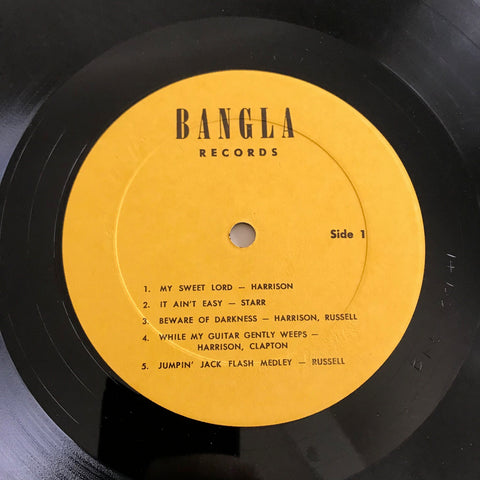 BANGLA
RECORDS
Side 1
1. MY SWEET LORD — HARRISON
2. IT AIN'T EASY — STARR
3. BEWARE OF DARKNESS — HARRISON, RUSSELL
4. WHILE MY GUITAR GENTLY WEEPS —
HARRISON, CLAPTON
5. JUMPIN' JACK FLASH MEDLEY — RUSSELL